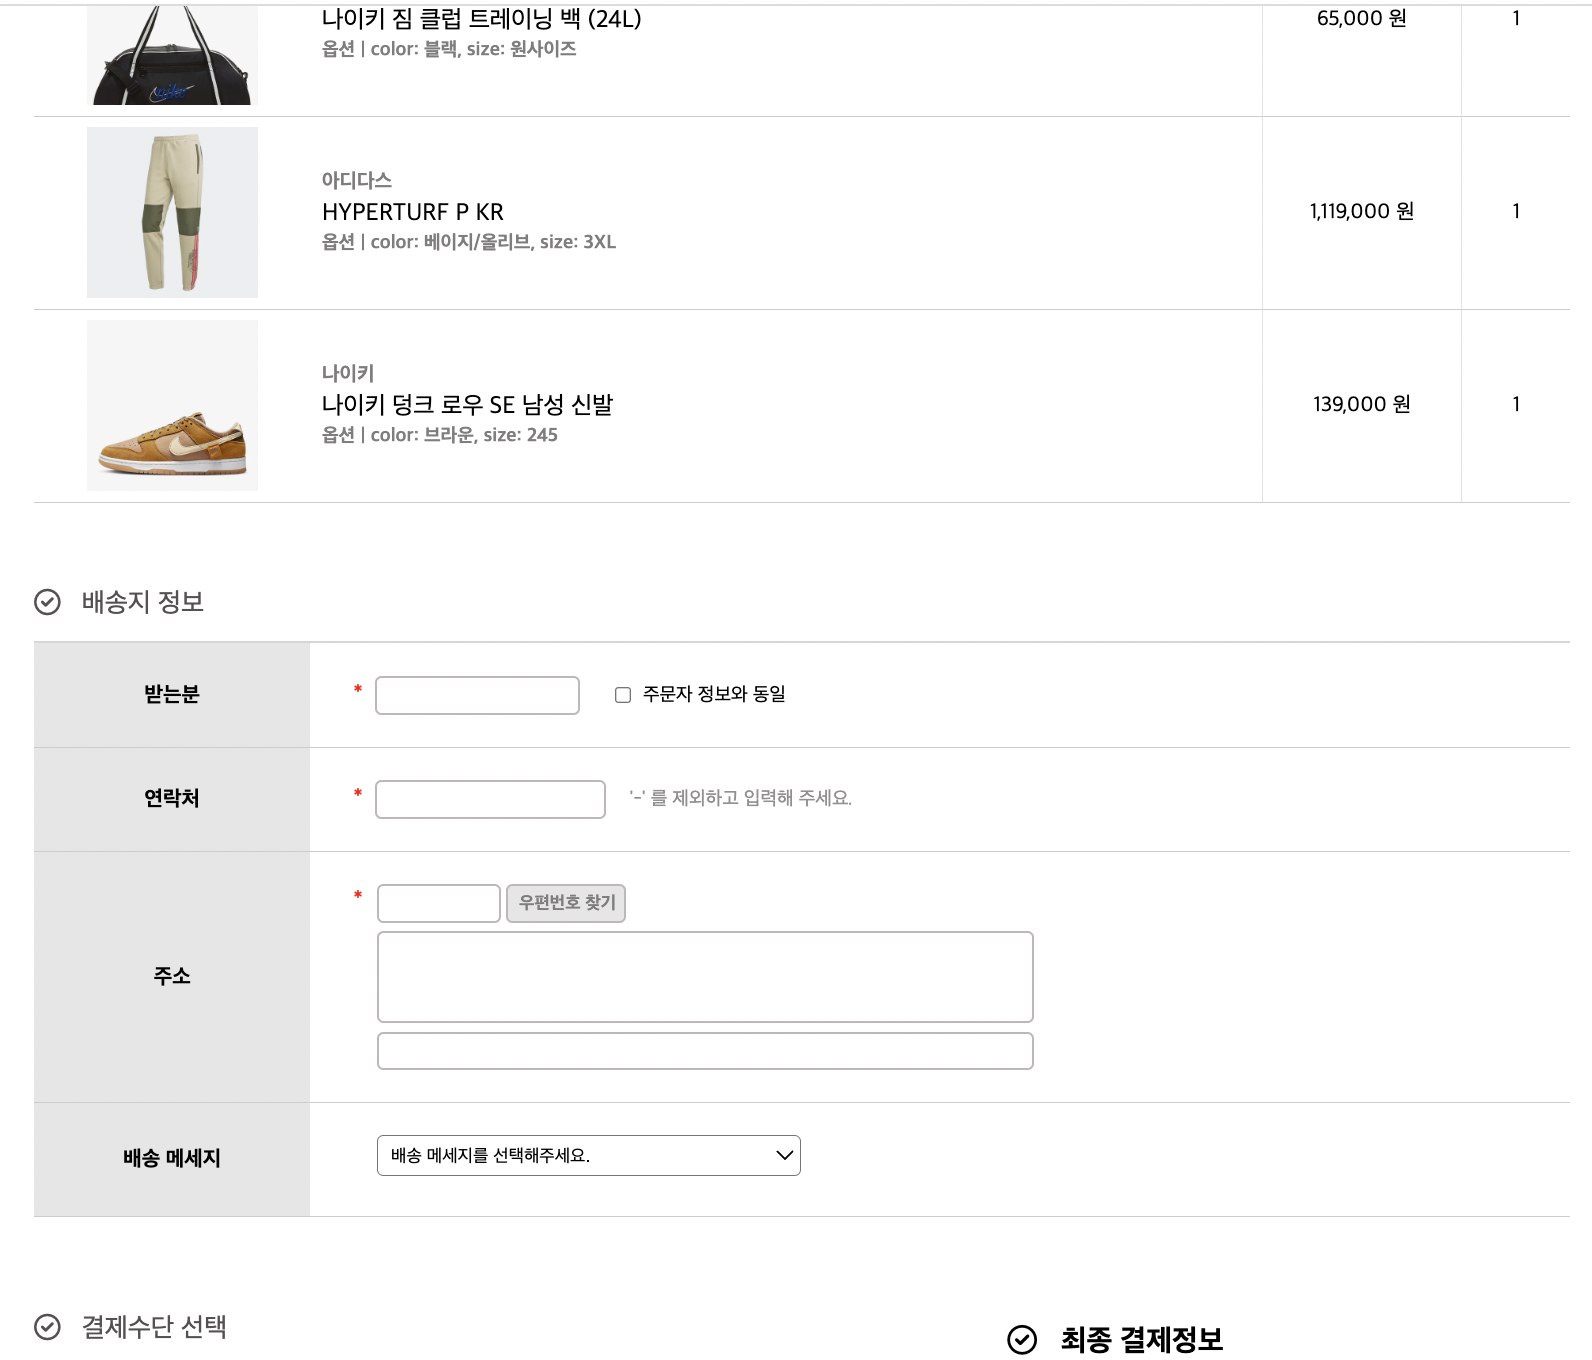 나이키 짐 클럽 트레이닝 백 (24L)
65,000 원
1
옵션 | color: 블랙, size: 원사이즈
nike
아디다스
HYPERTURF P KR
1,119,000 원
1
옵션 | color: 베이지/올리브, size: 3XL
나이키
나이키 덩크 로우 SE 남성 신발
139,000 원
1
옵션 | color: 브라운, size: 245
배송지 정보
받는분
*
주문자 정보와 동일
연락처
*
'-' 를 제외하고 입력해 주세요.
주소
*
우편번호 찾기
배송 메세지
배송 메세지를 선택해주세요.
결제수단 선택
최종 결제정보